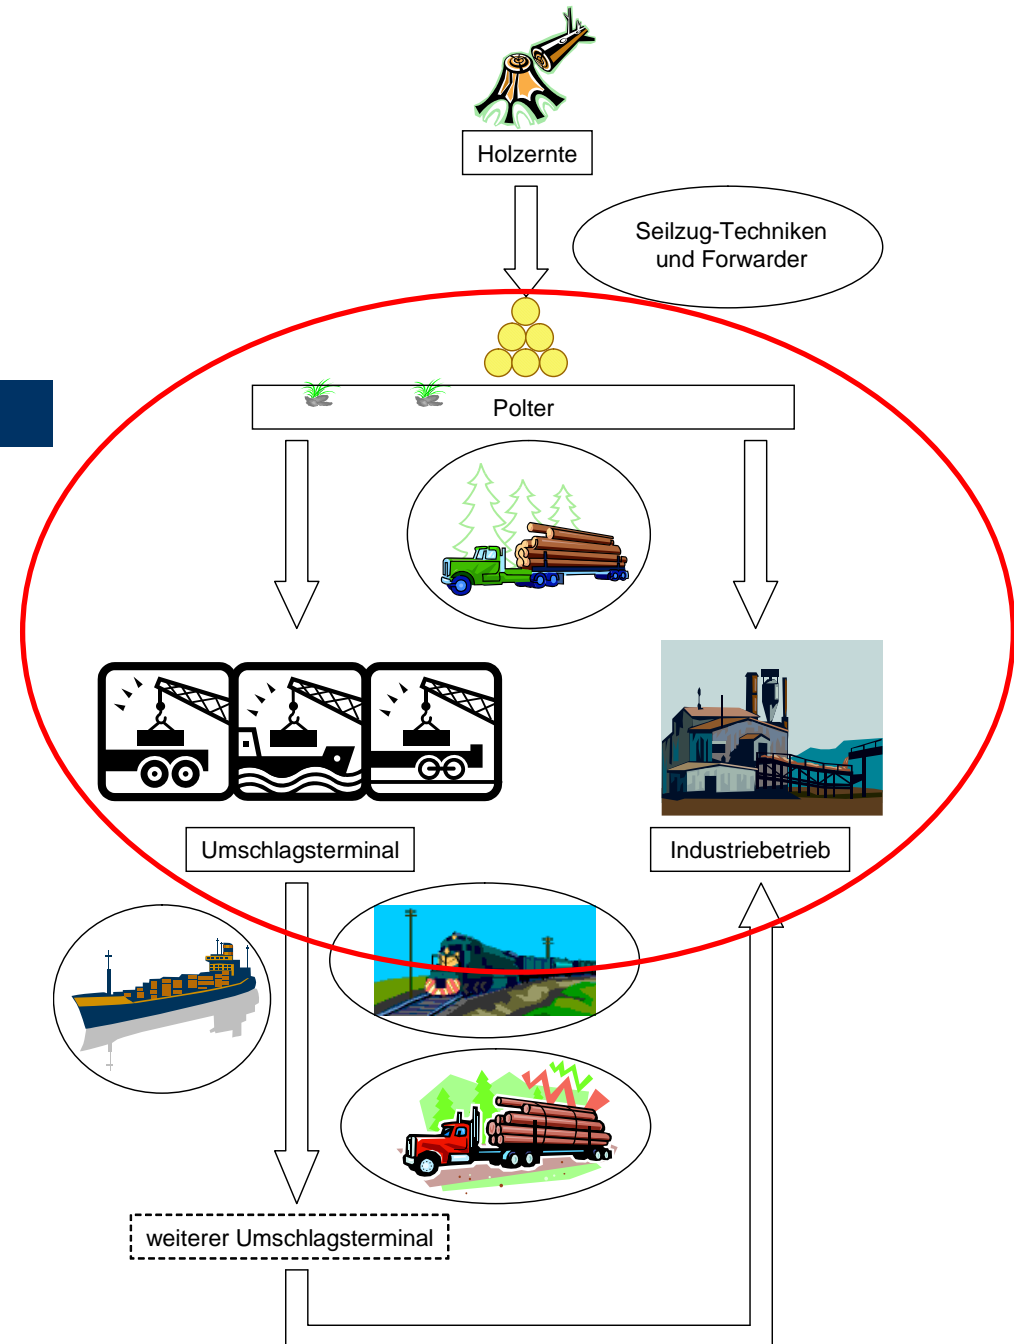 Holzernte
Seilzug-Techniken
und Forwarder
Polter
Umschlagsterminal
Industriebetrieb
weiterer Umschlagsterminal